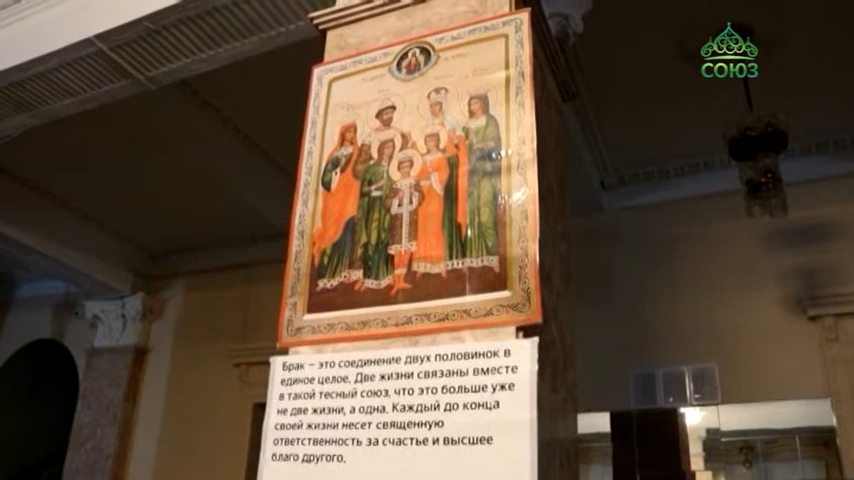 СОЮЗ
Брак – это соединение двух половинок в
единое целое. Две жизни связаны вместе
в такой тесный союз, что это больше уже
не две жизни, а одна. Каждый до конца
своей жизни несет священную
ответственность за счастье и высшее
благо другого.